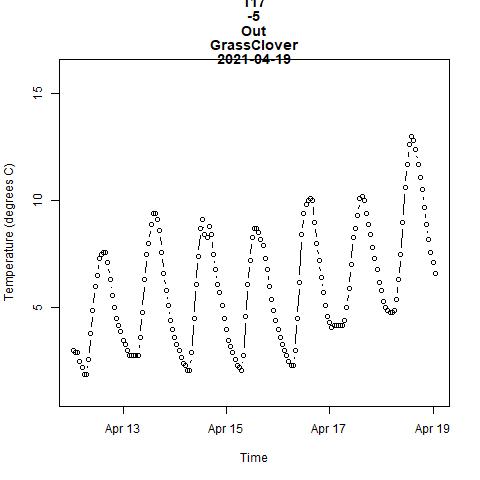 -5
Out
GrassClover
2021-04-19
Temperature (degrees C)
15
10
5
Apr 13
Apr 15
Apr 17
Apr 19
Time